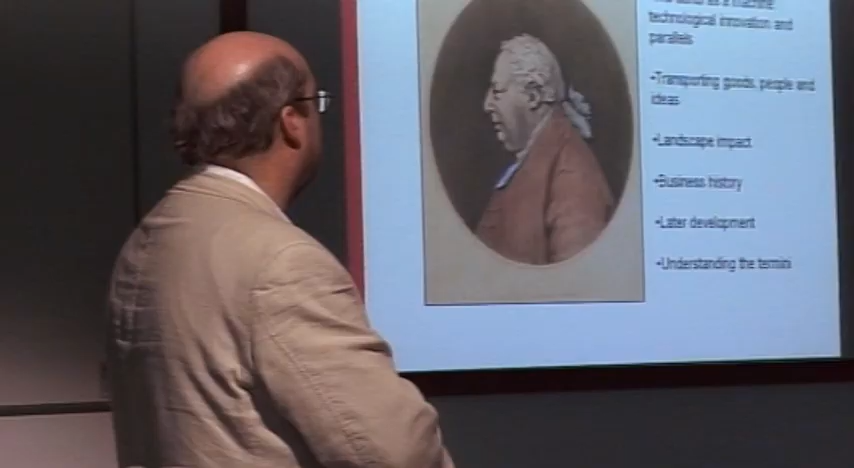 technological innovation and
parallels
•Transporting goods, people and
ideas
•Landscape impact
•Business history
•Later development
•Understanding the termini